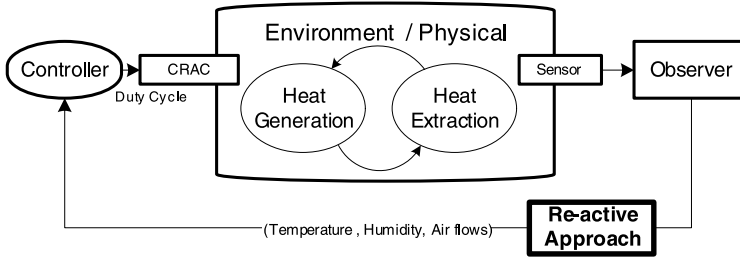 Environment / Physical
Controller
CRAC
Duty Cycle
Heat
Generation
Heat
Extraction
Sensor
Observer
(Temperature , Humidity, Air flows)
Re-active
Approach